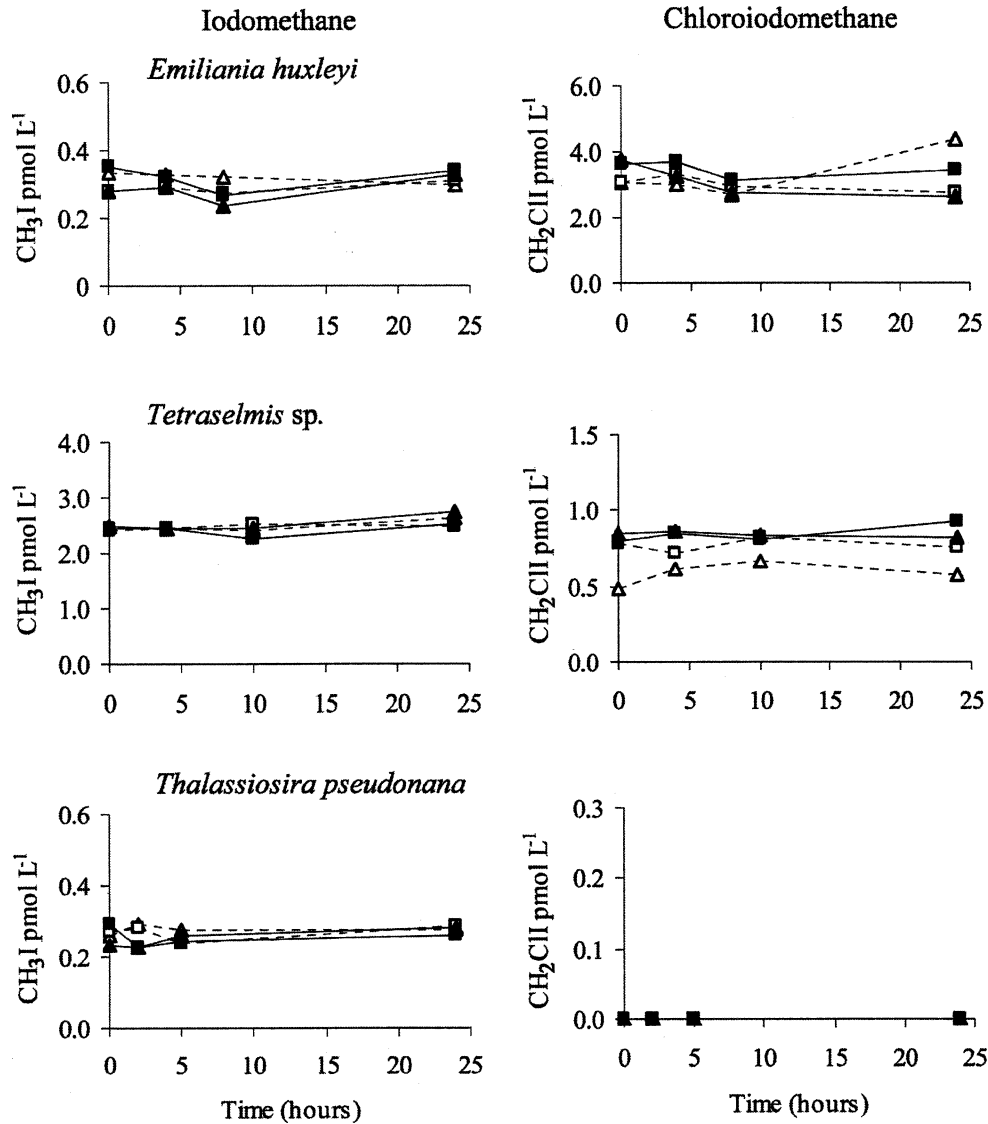 Iodomethane
Chloroiodomethane
Emiliania huxleyi
CH₃I pmol L⁻¹
0.6
0.4
0.2
0
0 5 10 15 20 25
CH₂ClI pmol L⁻¹
6.0
4.0
2.0
0.0
0 5 10 15 20 25
Tetraselmis sp.
CH₃I pmol L⁻¹
4.0
3.0
2.0
1.0
0.0
0 5 10 15 20 25
CH₂ClI pmol L⁻¹
1.5
1.0
0.5
0.0
0 5 10 15 20 25
Thalassiosira pseudonana
CH₃I pmol L⁻¹
0.6
0.4
0.2
0.0
0 5 10 15 20 25
Time (hours)
CH₂ClI pmol L⁻¹
0.3
0.2
0.1
0.0
0 5 10 15 20 25
Time (hours)